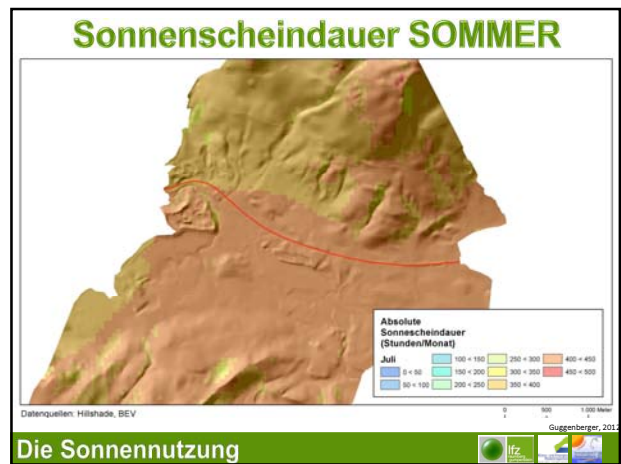 Sonnenscheindauer SOMMER
Absolute
Sonnescheindauer
(Stunden/Monat)
Juli
0 < 50
50 < 100
100 < 150
150 < 200
200 < 250
250 < 300
300 < 350
350 < 400
400 < 450
450 < 500
Datenquellen: Hillshade, BEV
0 500 1.000 Meter
Guggenberger, 2012
Die Sonnennutzung
lfz